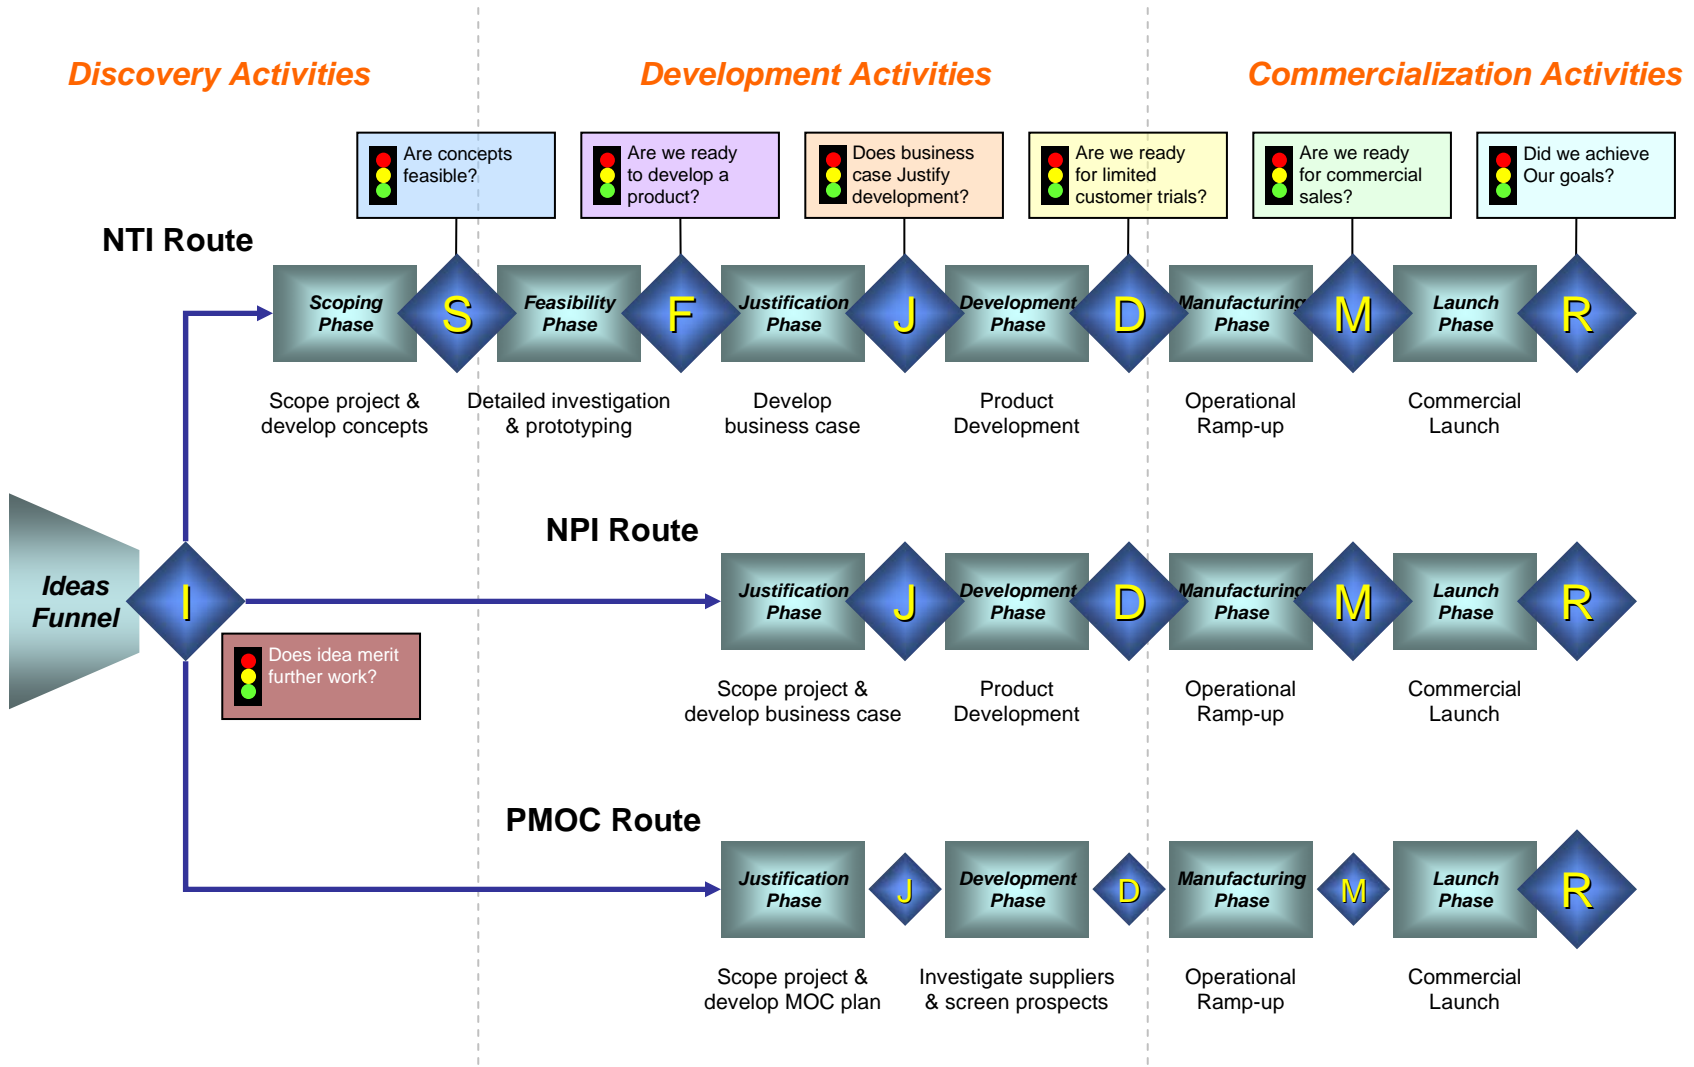 Discovery Activities
Development Activities
Commercialization Activities
Are concepts
feasible?
Are we ready
to develop a
product?
Does business
case Justify
development?
Are we ready
for limited
customer trials?
Are we ready
for commercial
sales?
Did we achieve
Our goals?
NTI Route
Scoping
Phase
S
Feasibility
Phase
F
Justification
Phase
J
Development
Phase
D
Manufacturing
Phase
M
Launch
Phase
R
Scope project &
develop concepts
Detailed investigation
& prototyping
Develop
business case
Product
Development
Operational
Ramp-up
Commercial
Launch
Ideas
Funnel
I
Does idea merit
further work?
NPI Route
Justification
Phase
J
Development
Phase
D
Manufacturing
Phase
M
Launch
Phase
R
Scope project &
develop business case
Product
Development
Operational
Ramp-up
Commercial
Launch
PMOC Route
Justification
Phase
J
Development
Phase
D
Manufacturing
Phase
M
Launch
Phase
R
Scope project &
develop MOC plan
Investigate suppliers
& screen prospects
Operational
Ramp-up
Commercial
Launch